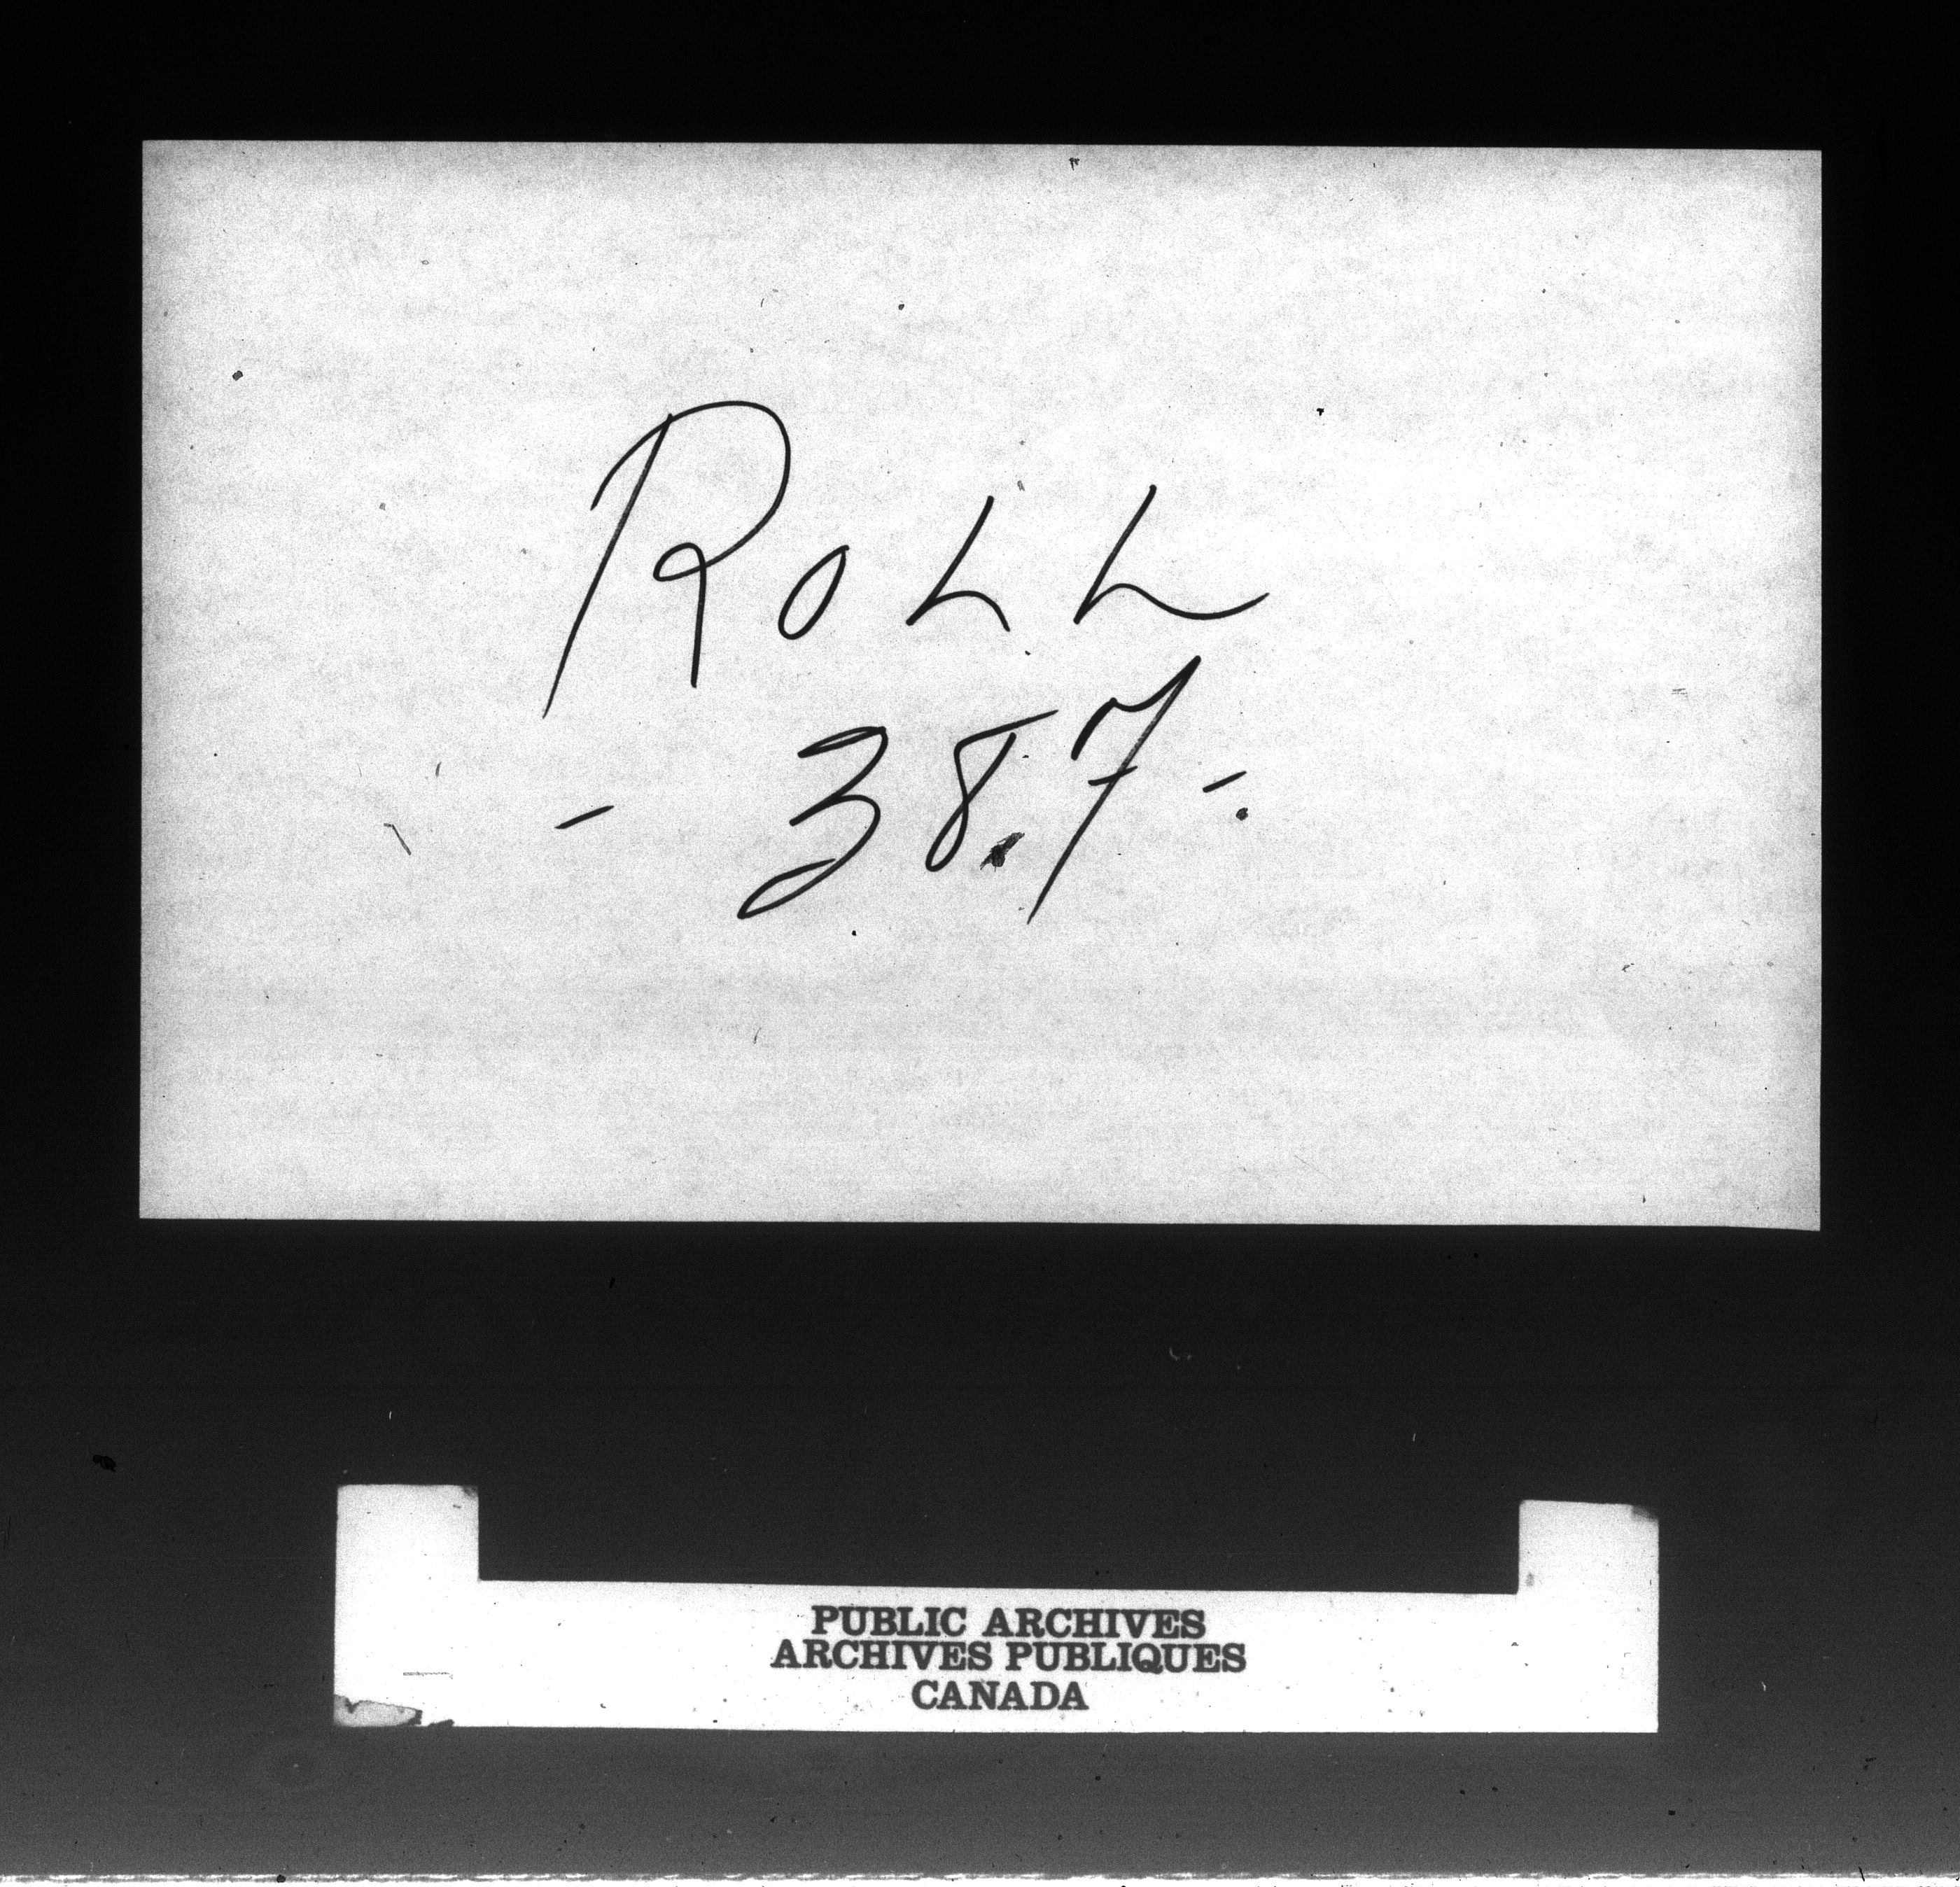 ROLL
- 387 -
PUBLIC ARCHIVES
ARCHIVES PUBLIQUES
CANADA